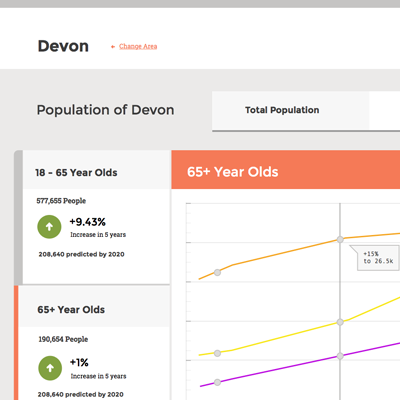 Devon
Change Area
Population of Devon
Total Population
18 - 65 Year Olds
577,655 People
+9.43%
Increase in 5 years
208,640 predicted by 2020
65+ Year Olds
190,654 People
+1%
Increase in 5 years
208,640 predicted by 2020
65+ Year Olds
+15%
to 26.5k